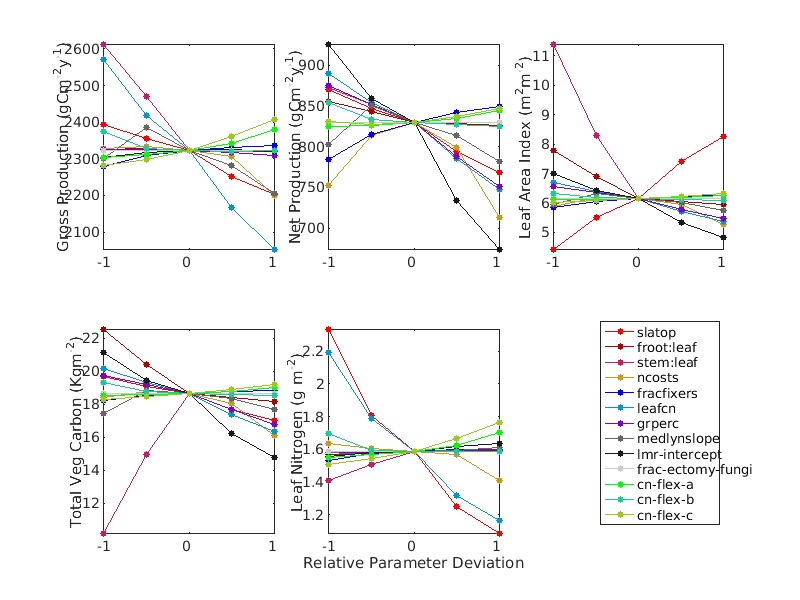 2600
2500
2400
2300
2200
2100
-1
0
1
Gross Production (gCm-2y-1)
900
850
800
750
700
-1
0
1
Net Production (gCm-2y-1)
11
10
9
8
7
6
5
-1
0
1
Leaf Area Index (m2m-2)
22
20
18
16
14
12
-1
0
1
Total Veg Carbon (Kgm-2)
2.2
2
1.8
1.6
1.4
1.2
-1
0
1
Leaf Nitrogen (g m-2)
Relative Parameter Deviation
slatop
froot:leaf
stem:leaf
ncosts
fracfixers
leafcn
grperc
medlynslope
lmr-intercept
frac-ectomy-fungi
cn-flex-a
cn-flex-b
cn-flex-c